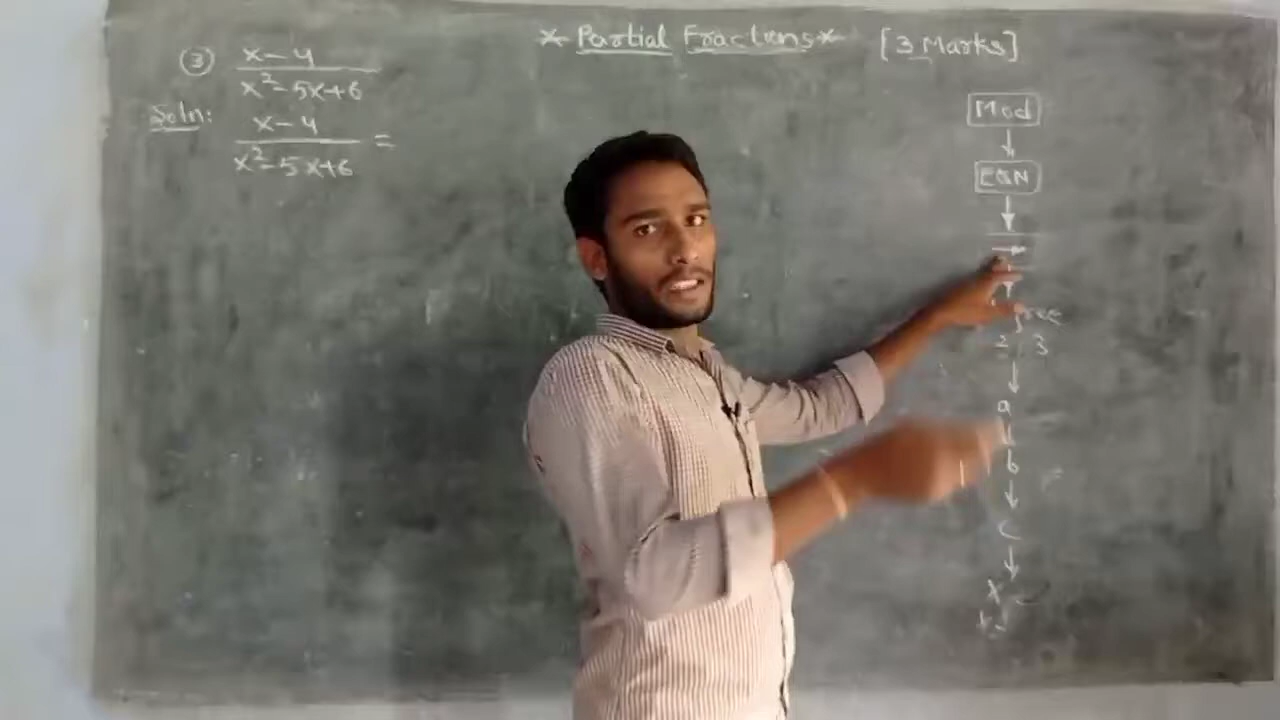 * Partial Fractions * [3 Marks]
③ x-4
x²-5x+6
Soln: x-4 =
x²-5x+6
Mod
↓
EQN
↓
→
↓
2 3
↓
a
↓
b
↓
c
↓
x